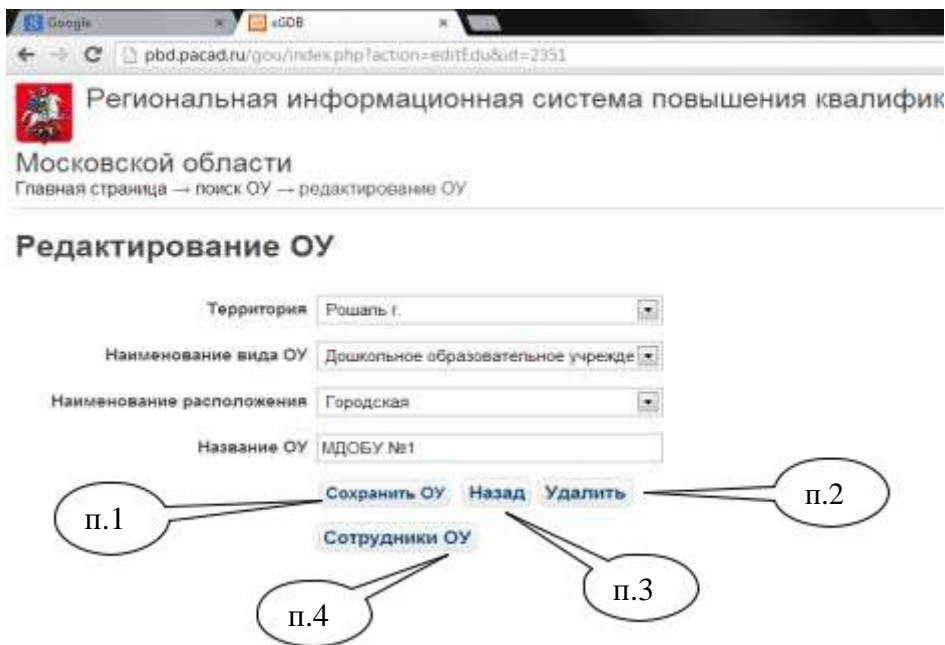 Google
sGDB
pbd.pacad.ru/gou/index.php?action=editEdu&id=2351
Региональная информационная система повышения квалифик
Московской области
Главная страница → поиск ОУ → редактирование ОУ
Редактирование ОУ
Территория Рошаль г.
Наименование вида ОУ Дошкольное образовательное учрежде
Наименование расположения Городская
Название ОУ МДОБУ №1
Сохранить ОУ Назад Удалить
Сотрудники ОУ
п.1
п.2
п.3
п.4